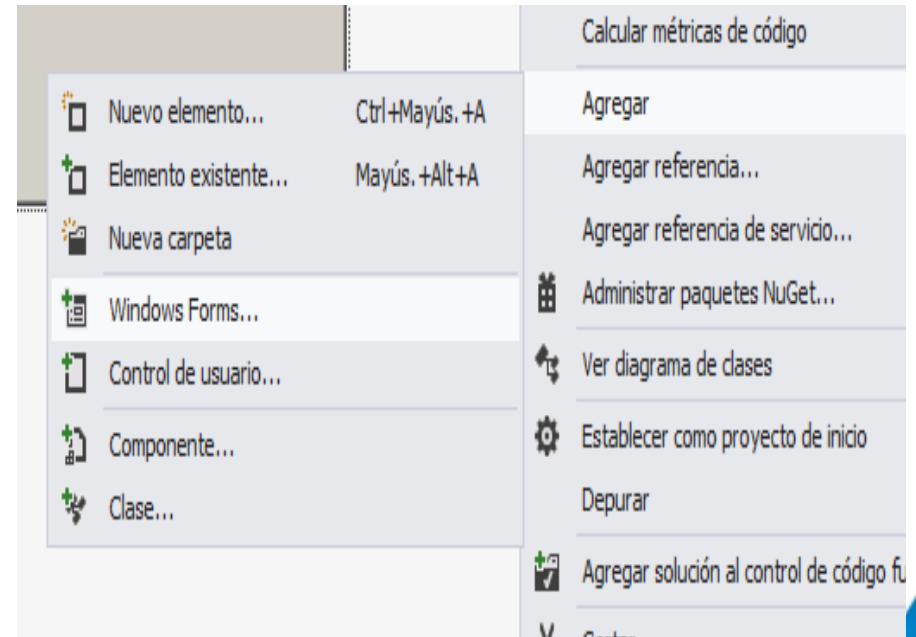 Nuevo elemento... Ctrl+Mayús.+A
Elemento existente... Mayús.+Alt+A
Nueva carpeta
Windows Forms...
Control de usuario...
Componente...
Clase...
Calcular métricas de código
Agregar
Agregar referencia...
Agregar referencia de servicio...
Administrar paquetes NuGet...
Ver diagrama de clases
Establecer como proyecto de inicio
Depurar
Agregar solución al control de código fu